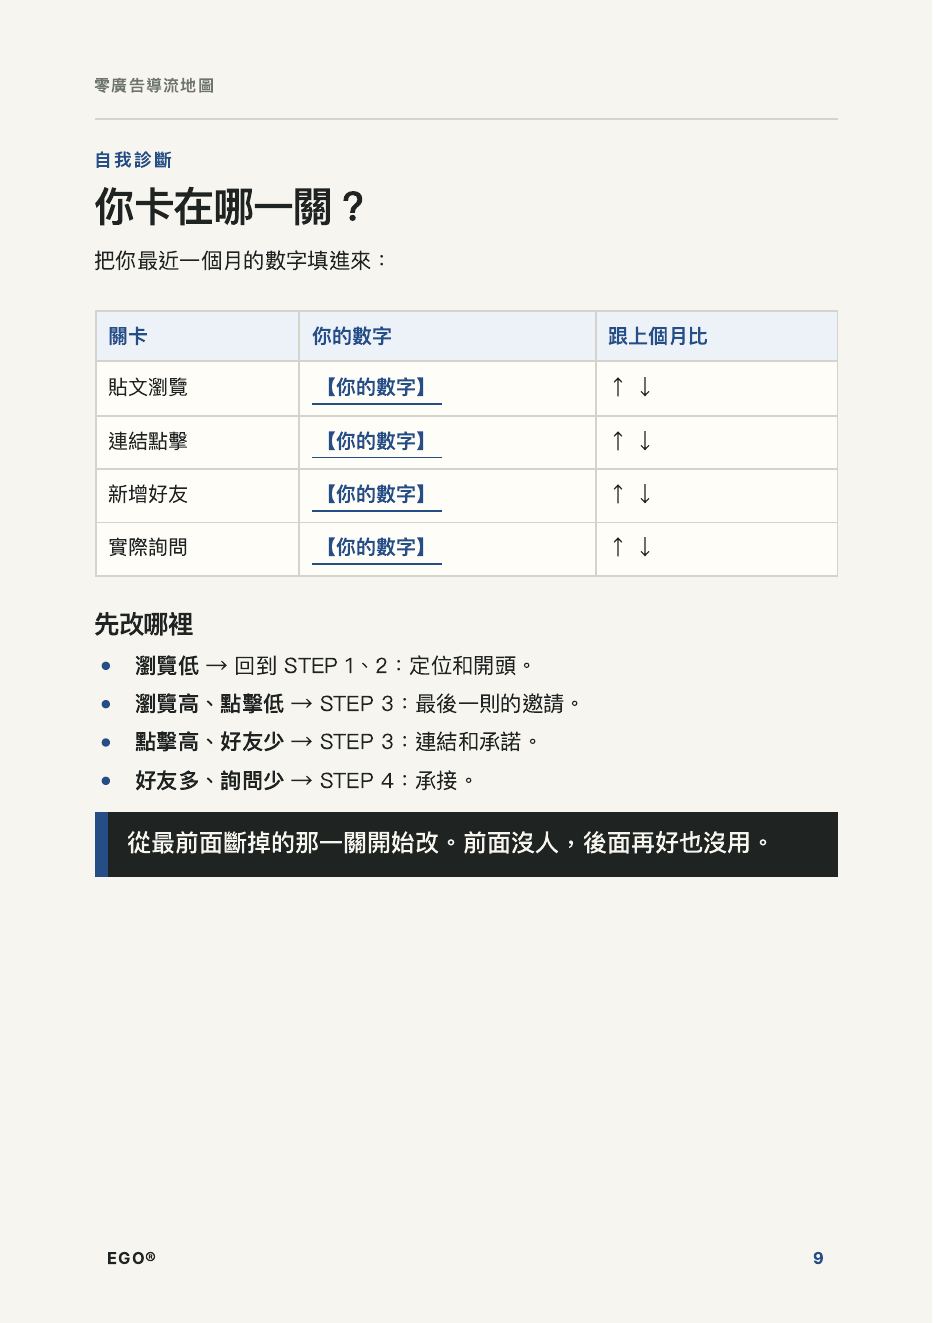 零廣告導流地圖
自我診斷
你卡在哪一關？
把你最近一個月的數字填進來：
關卡 你的數字 跟上個月比
貼文瀏覽 【你的數字】 ↑ ↓
連結點擊 【你的數字】 ↑ ↓
新增好友 【你的數字】 ↑ ↓
實際詢問 【你的數字】 ↑ ↓
先改哪裡
• 瀏覽低 → 回到 STEP 1、2：定位和開頭。
• 瀏覽高、點擊低 → STEP 3：最後一則的邀請。
• 點擊高、好友少 → STEP 3：連結和承諾。
• 好友多、詢問少 → STEP 4：承接。
從最前面斷掉的那一關開始改。前面沒人，後面再好也沒用。
EGO® 9